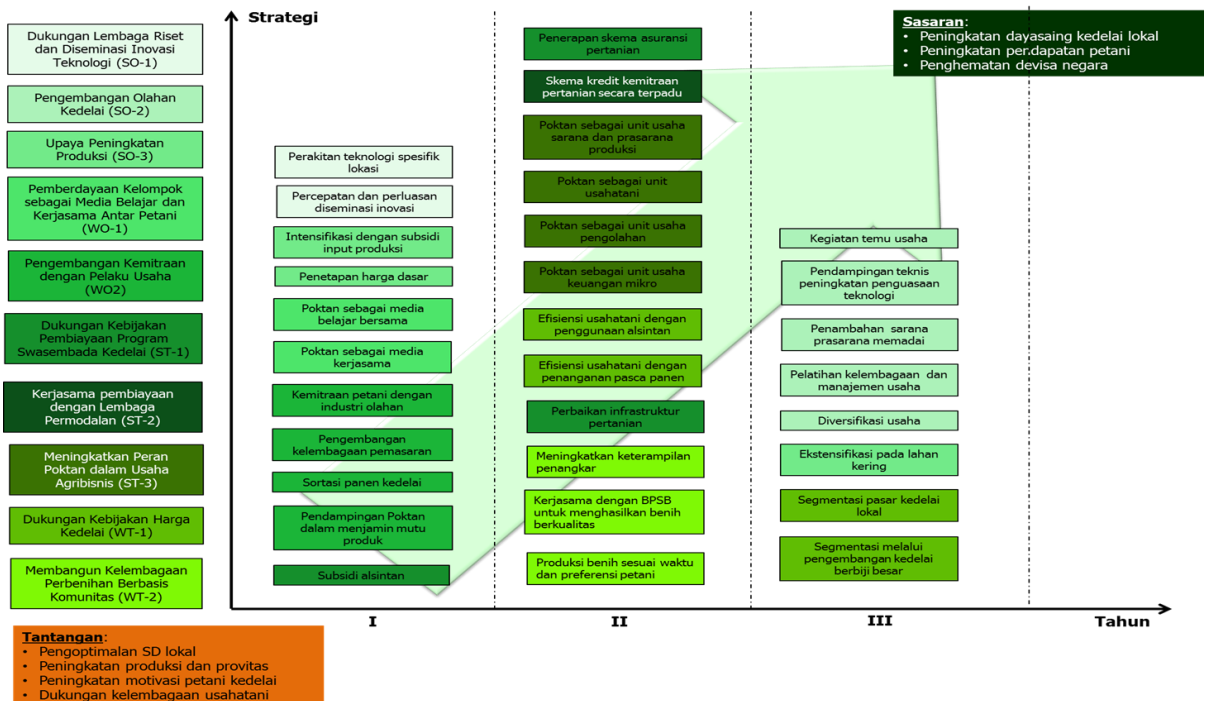 Strategi
Dukungan Lembaga Riset
dan Diseminasi Inovasi
Teknologi (SO-1)
Pengembangan Olahan
Kedelai (SO-2)
Upaya Peningkatan
Produksi (SO-3)
Pemberdayaan Kelompok
sebagai Media Belajar dan
Kerjasama Antar Petani
(WO-1)
Pengembangan Kemitraan
dengan Pelaku Usaha
(WO2)
Dukungan Kebijakan
Pembiayaan Program
Swasembada Kedelai (ST-1)
Kerjasama pembiayaan
dengan Lembaga
Permodalan (ST-2)
Meningkatkan Peran
Poktan dalam Usaha
Agribisnis (ST-3)
Dukungan Kebijakan Harga
Kedelai (WT-1)
Membangun Kelembagaan
Perbenihan Berbasis
Komunitas (WT-2)
Perakitan teknologi spesifik
lokasi
Percepatan dan perluasan
diseminasi inovasi
Intensifikasi dengan subsidi
input produksi
Penetapan harga dasar
Poktan sebagai media
belajar bersama
Poktan sebagai media
kerjasama
Kemitraan petani dengan
industri olahan
Pengembangan
kelembagaan pemasaran
Sortasi panen kedelai
Pendampingan Poktan
dalam menjamin mutu
produk
Subsidi alsintan
Penerapan skema asuransi
pertanian
Skema kredit kemitraan
pertanian secara terpadu
Poktan sebagai unit usaha
sarana dan prasarana
produksi
Poktan sebagai unit
usahatani
Poktan sebagai unit usaha
pengolahan
Poktan sebagai unit usaha
keuangan mikro
Efisiensi usahatani dengan
penggunaan alsintan
Efisiensi usahatani dengan
penanganan pasca panen
Perbaikan infrastruktur
pertanian
Meningkatkan keterampilan
penangkar
Kerjasama dengan BPSB
untuk menghasilkan benih
berkualitas
Produksi benih sesuai waktu
dan preferensi petani
Kegiatan temu usaha
Pendampingan teknis
peningkatan penguasaan
teknologi
Penambahan sarana
prasarana memadai
Pelatihan kelembagaan dan
manajemen usaha
Diversifikasi usaha
Ekstensifikasi pada lahan
kering
Segmentasi pasar kedelai
lokal
Segmentasi melalui
pengembangan kedelai
berbiji besar
Sasaran:
• Peningkatan dayasaing kedelai lokal
• Peningkatan per.dapatan petani
• Penghematan devisa negara
I
II
III
Tahun
Tantangan:
• Pengoptimalan SD lokal
• Peningkatan produksi dan provitas
• Peningkatan motivasi petani kedelai
• Dukungan kelembagaan usahatani